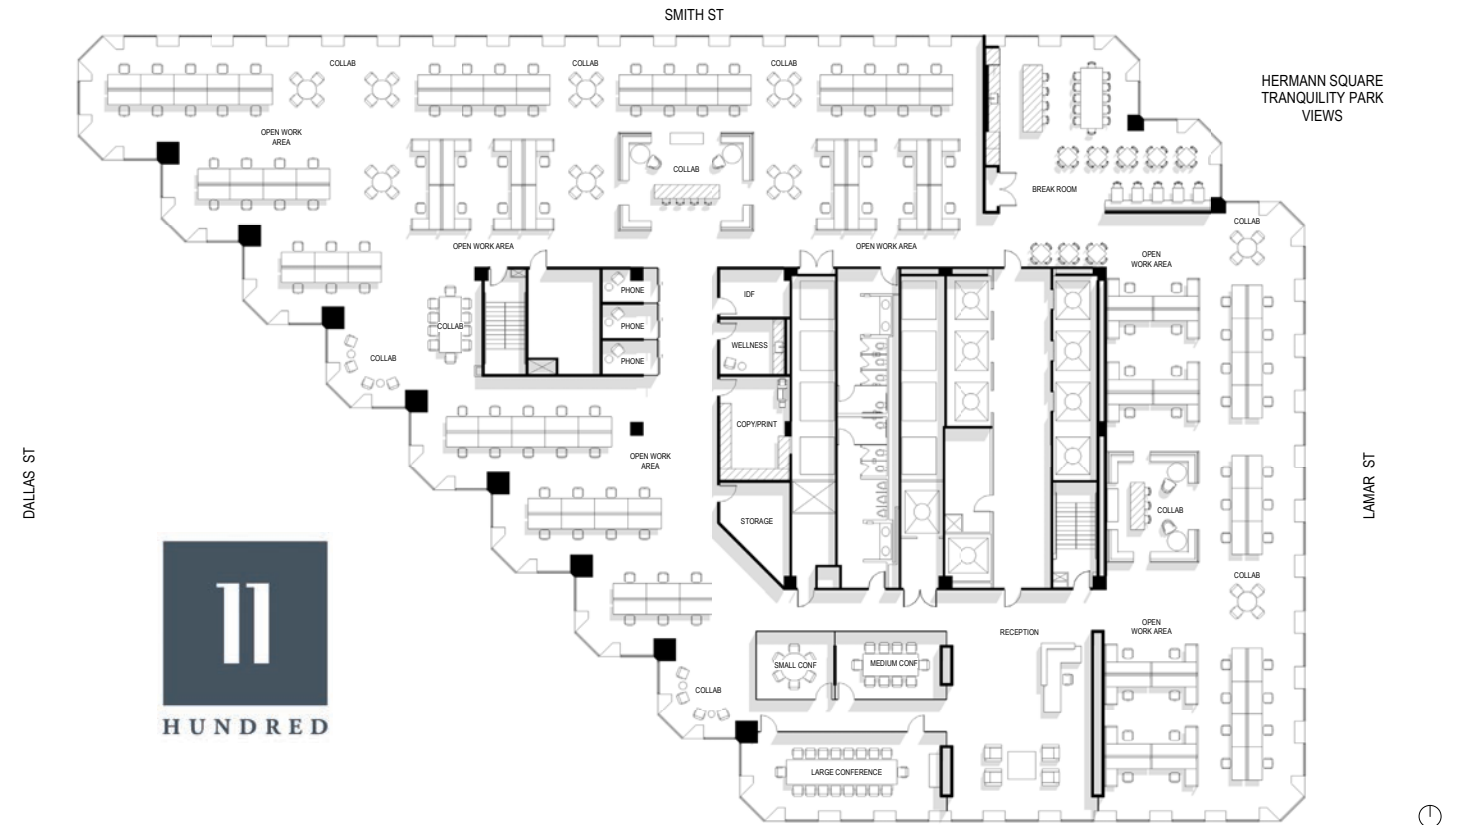 SMITH ST
HERMANN SQUARE
TRANQUILITY PARK
VIEWS
COLLAB
COLLAB
COLLAB
OPEN WORK
AREA
COLLAB
BREAK ROOM
COLLAB
OPEN WORK AREA
OPEN WORK AREA
OPEN
WORK AREA
PHONE
IDF
COLLAB
PHONE
WELLNESS
COLLAB
PHONE
COPY/PRINT
OPEN WORK
AREA
DALLAS ST
LAMAR ST
STORAGE
COLLAB
COLLAB
11
HUNDRED
RECEPTION
OPEN
WORK AREA
SMALL CONF
MEDIUM CONF
COLLAB
LARGE CONFERENCE